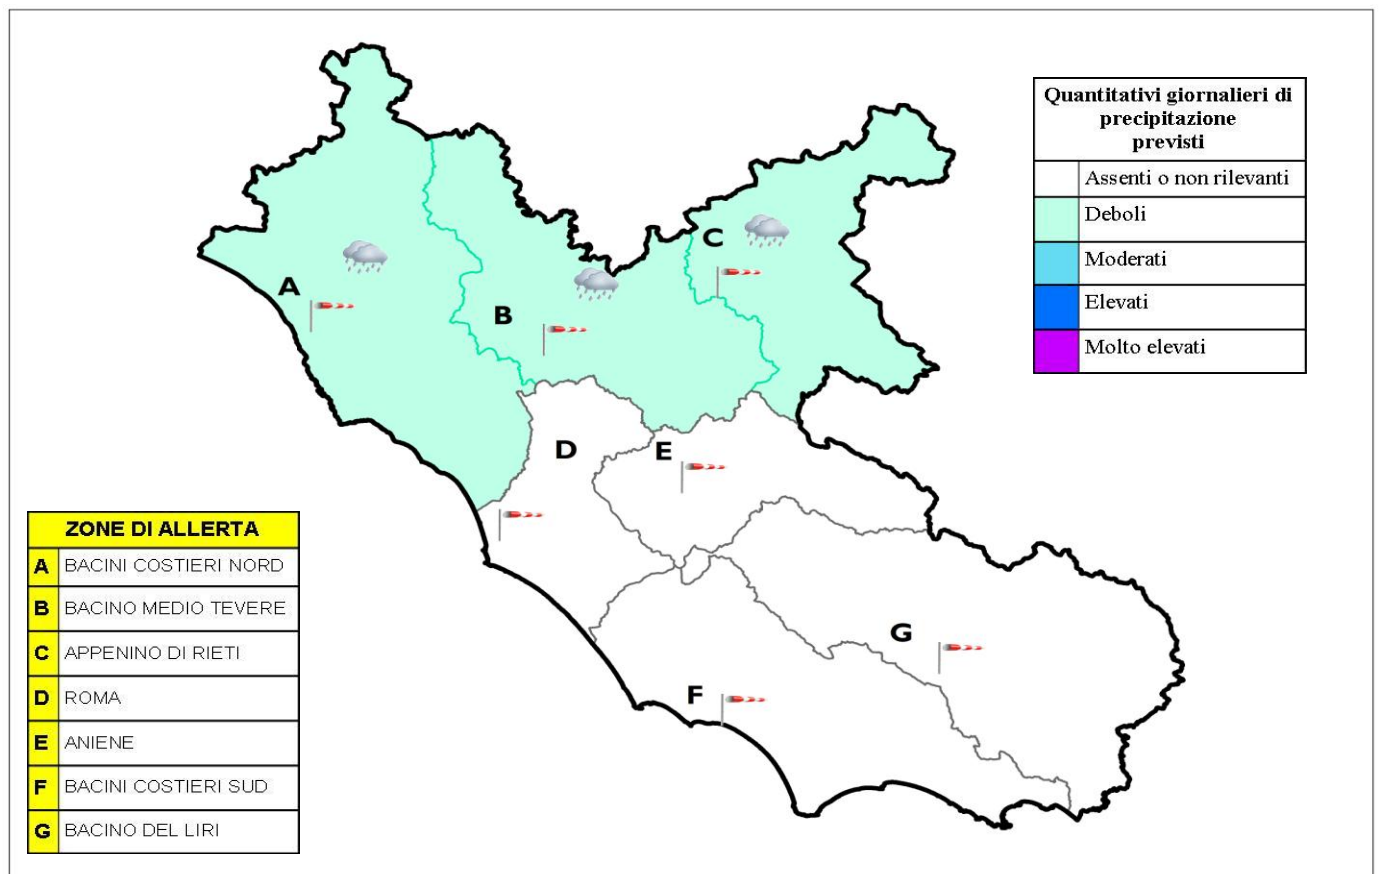 Quantitativi giornalieri di
precipitazione
previsti
Assenti o non rilevanti
Deboli
Moderati
Elevati
Molto elevati
C
A
B
D
E
G
F
ZONE DI ALLERTA
A BACINI COSTIERI NORD
B BACINO MEDIO TEVERE
C APPENINO DI RIETI
D ROMA
E ANIENE
F BACINI COSTIERI SUD
G BACINO DEL LIRI